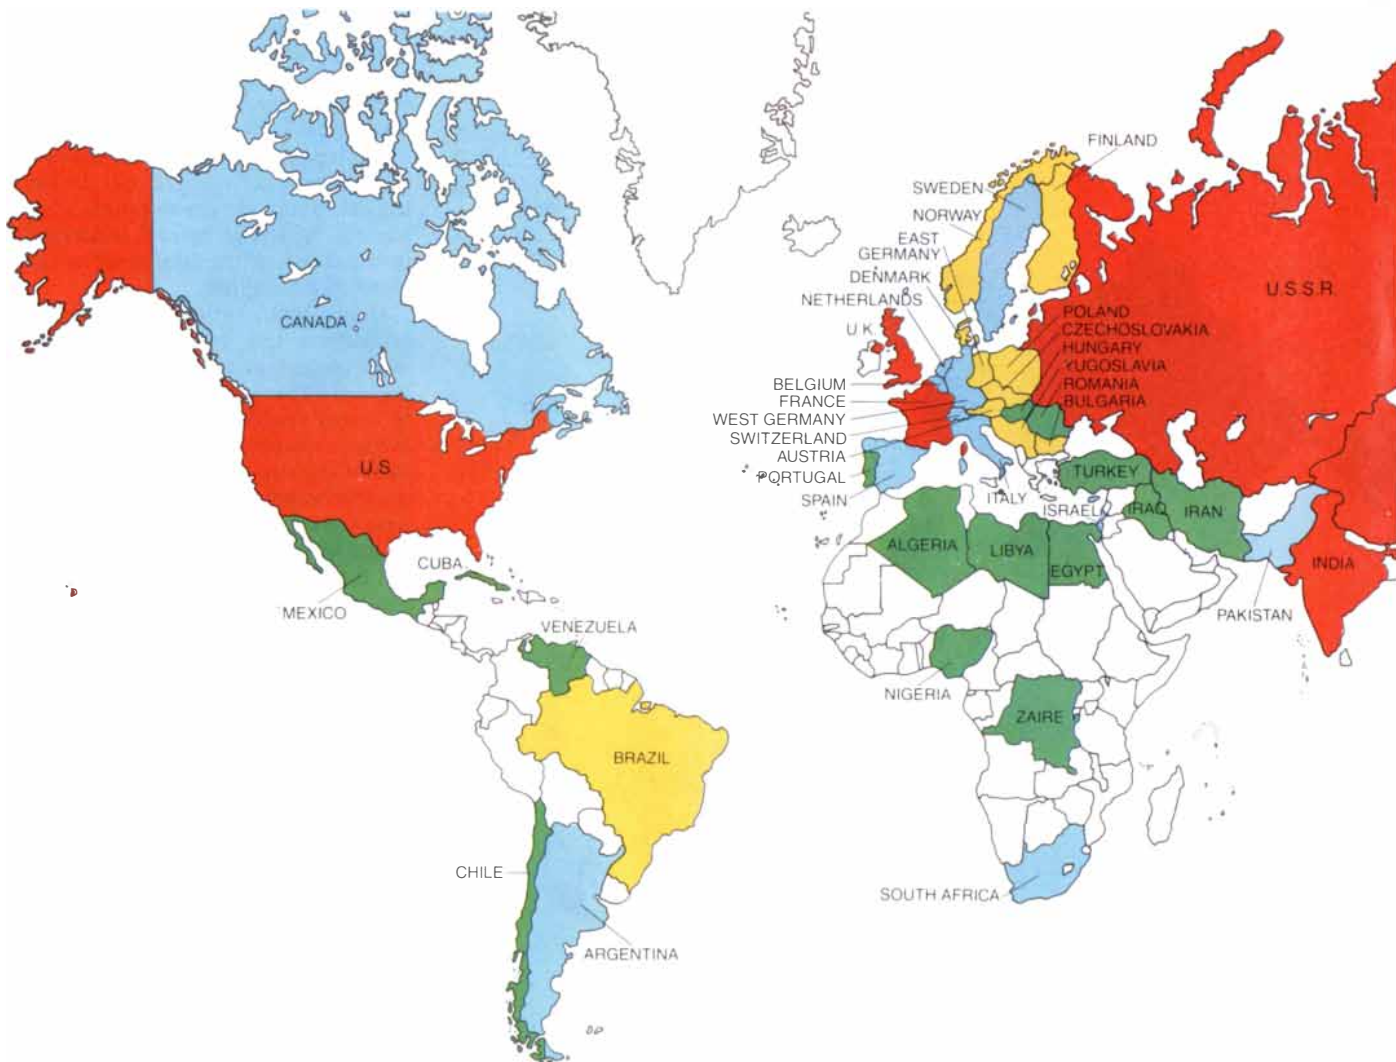 FINLAND
SWEDEN
NORWAY
EAST
GERMANY
DENMARK
NETHERLANDS
U.K.
U.S.S.R.
POLAND
CZECHOSLOVAKIA
HUNGARY
YUGOSLAVIA
ROMANIA
BULGARIA
CANADA
BELGIUM
FRANCE
WEST GERMANY
SWITZERLAND
AUSTRIA
PORTUGAL
SPAIN
U.S.
ITALY
ISRAEL
TURKEY
IRAQ
IRAN
ALGERIA
LIBYA
EGYPT
INDIA
PAKISTAN
CUBA
MEXICO
VENEZUELA
NIGERIA
ZAIRE
BRAZIL
CHILE
SOUTH AFRICA
ARGENTINA